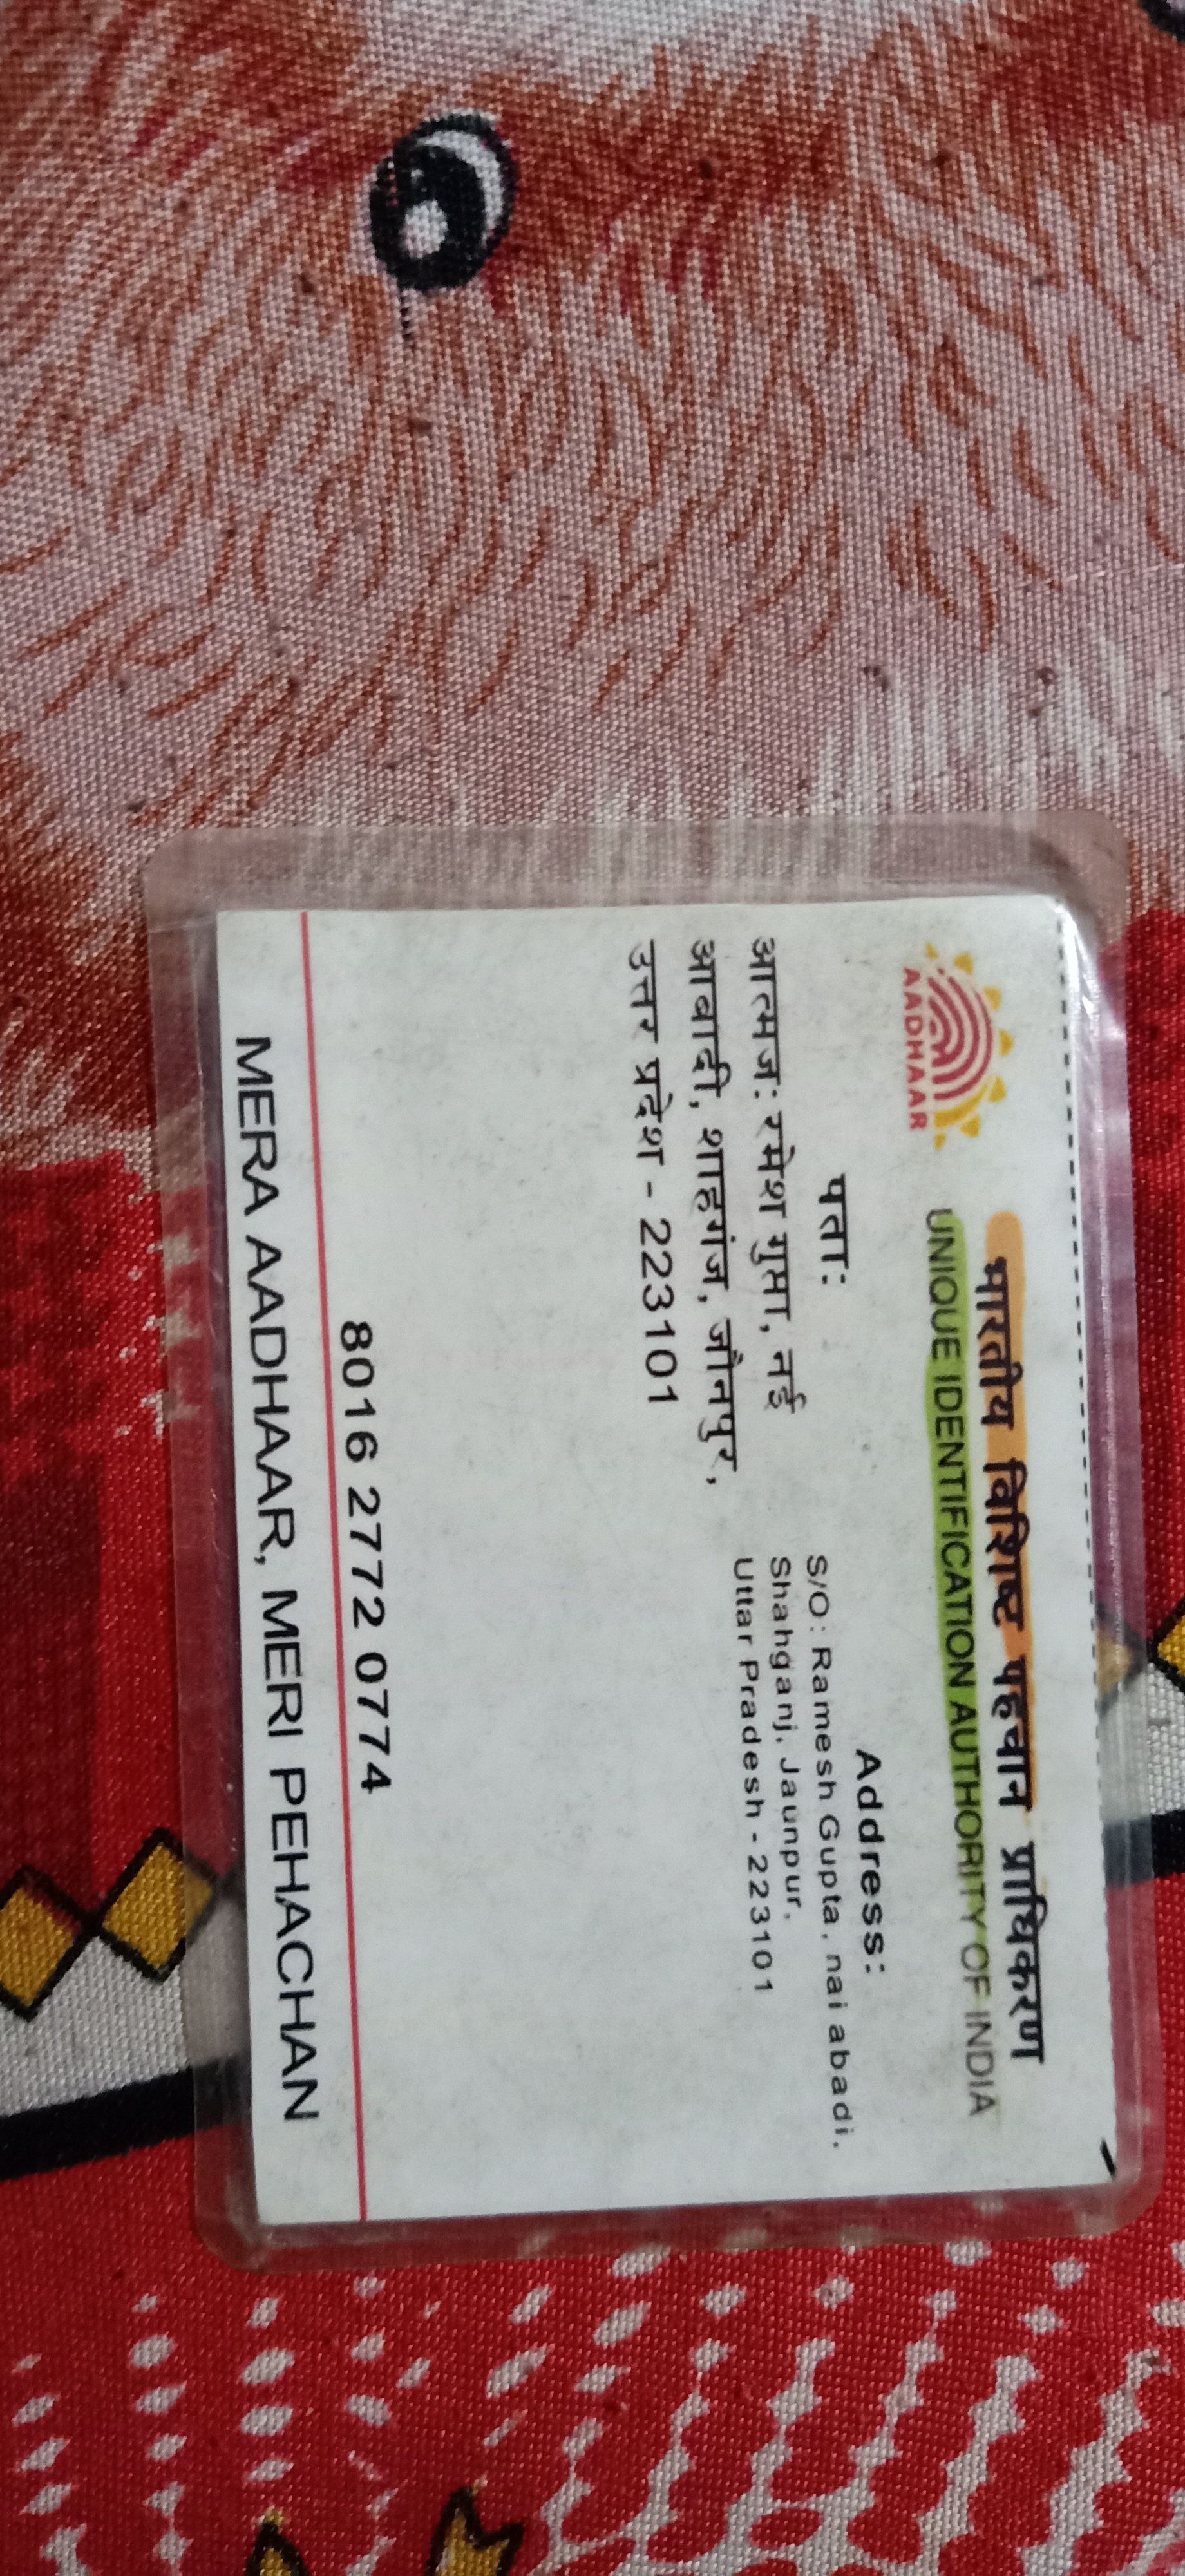 भारतीय विशिष्ट पहचान प्राधिकरण
UNIQUE IDENTIFICATION AUTHORITY OF INDIA
AADHAAR
पता:
आत्मज: रमेश गुप्ता, नई
आबादी, शाहगंज, जौनपुर,
उत्तर प्रदेश - 223101
Address:
S/O: Ramesh Gupta, nai abadi,
Shahganj, Jaunpur,
Uttar Pradesh - 223101
8016 2772 0774
MERA AADHAAR, MERI PEHACHAN